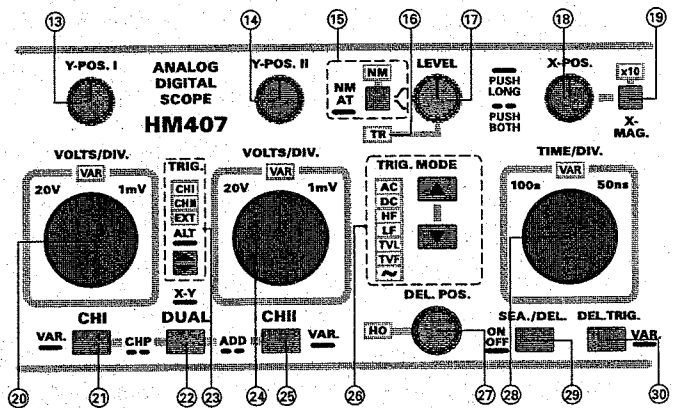 13 14 15 16 17 18 19
Y-POS. I
ANALOG
DIGITAL
SCOPE
HM407
Y-POS. II
NM
AT
NM
LEVEL
TR
PUSH
LONG
PUSH
BOTH
X-POS.
x10
X-
MAG.
VOLTS/DIV.
VAR
20V 1mV
TRIG.
CHI
CHII
EXT
ALT
X-Y
VOLTS/DIV.
VAR
20V 1mV
TRIG. MODE
AC
DC
HF
LF
TVL
TVF
~
TIME/DIV.
VAR
100s 50ns
DEL. POS.
HO
CHI
VAR.
CHP
DUAL
ADD
CHII
VAR.
ON
OFF
SEA./DEL.
DEL.TRIG.
VAR.
20 21 22 23 24 25 26 27 28 29 30